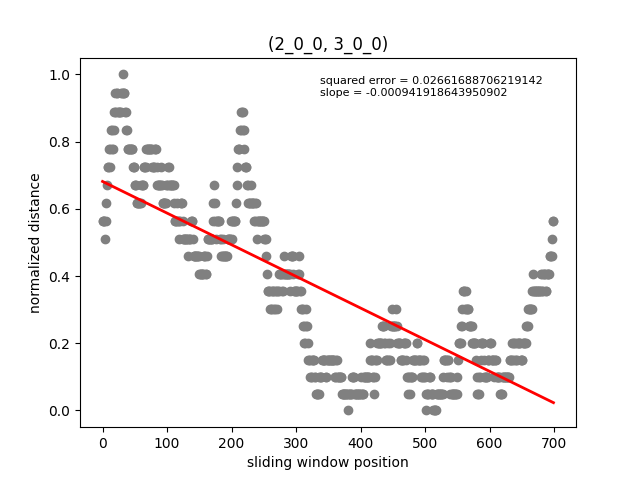 (2_0_0, 3_0_0)
squared error = 0.02661688706219142
slope = -0.000941918643950902
normalized distance
1.0
0.8
0.6
0.4
0.2
0.0
0 100 200 300 400 500 600 700
sliding window position